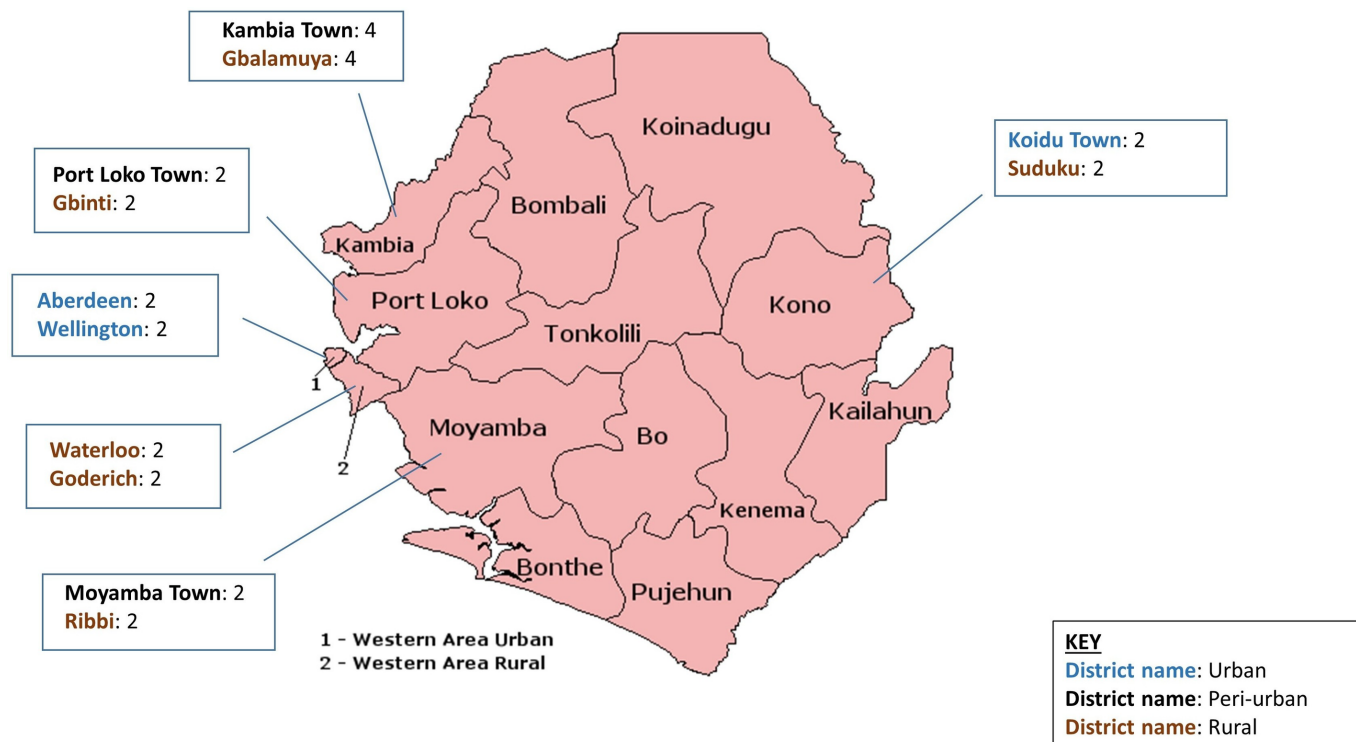 Kambia Town: 4
Gbalamuya: 4
Port Loko Town: 2
Gbinti: 2
Aberdeen: 2
Wellington: 2
Waterloo: 2
Goderich: 2
Moyamba Town: 2
Ribbi: 2
Koidu Town: 2
Suduku: 2
Koinadugu
Bombali
Kambia
Port Loko
Kono
Tonkolili
1
Kailahun
Moyamba
Bo
2
Kenema
Bonthe
Pujehun
1 - Western Area Urban
2 - Western Area Rural
KEY
District name: Urban
District name: Peri-urban
District name: Rural